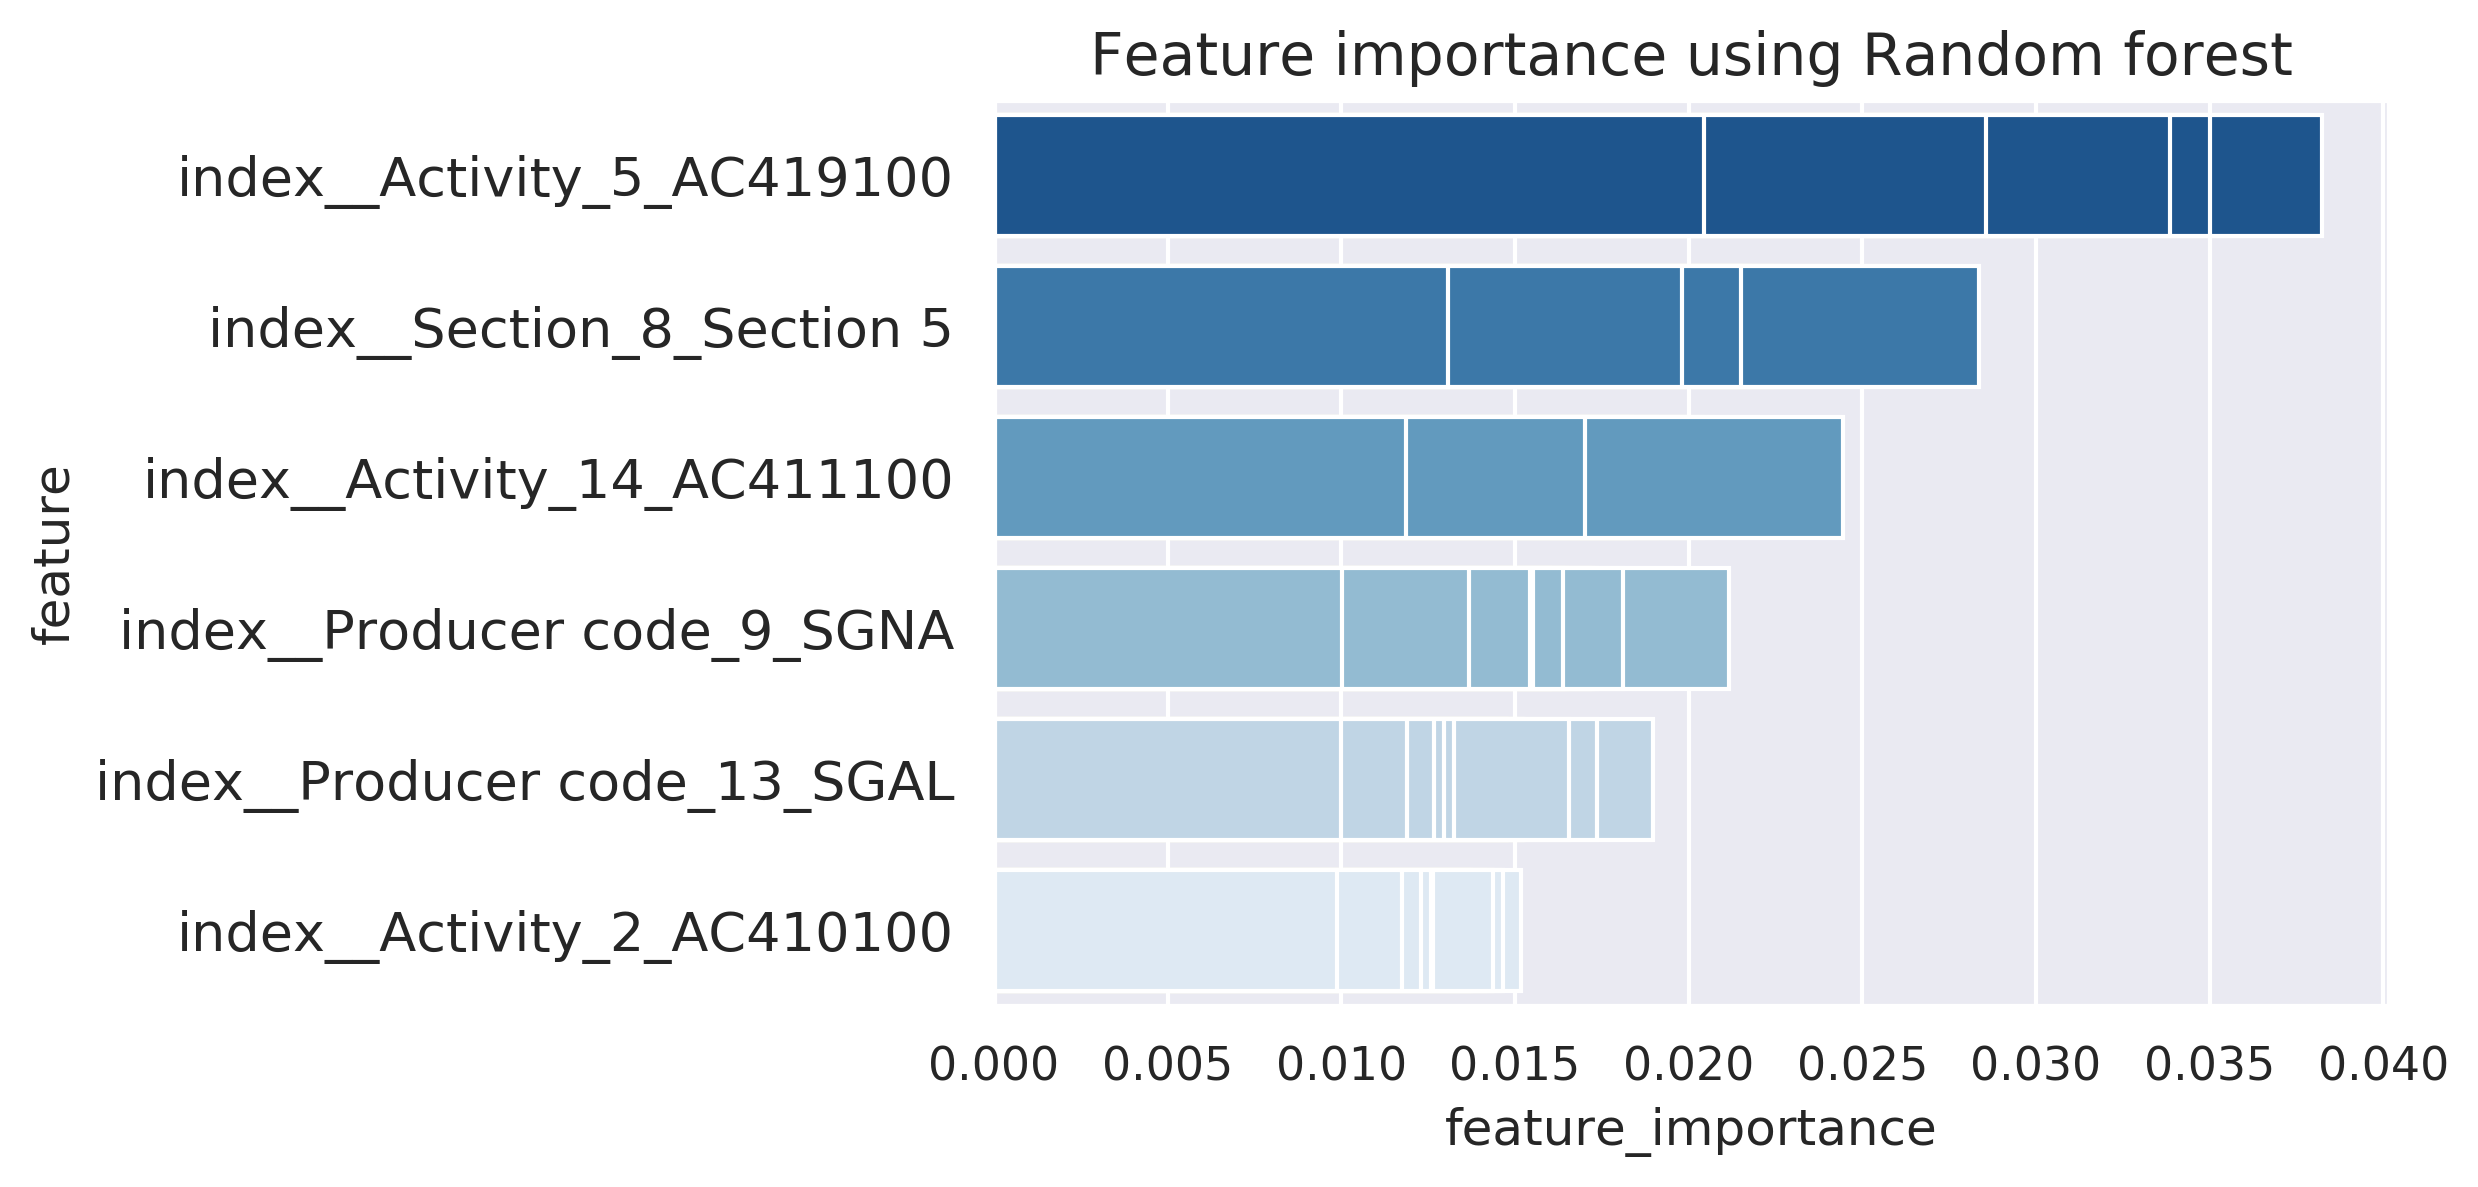 Feature importance using Random forest
feature
index__Activity_5_AC419100
index__Section_8_Section 5
index__Activity_14_AC411100
index__Producer code_9_SGNA
index__Producer code_13_SGAL
index__Activity_2_AC410100
0.000 0.005 0.010 0.015 0.020 0.025 0.030 0.035 0.040
feature_importance